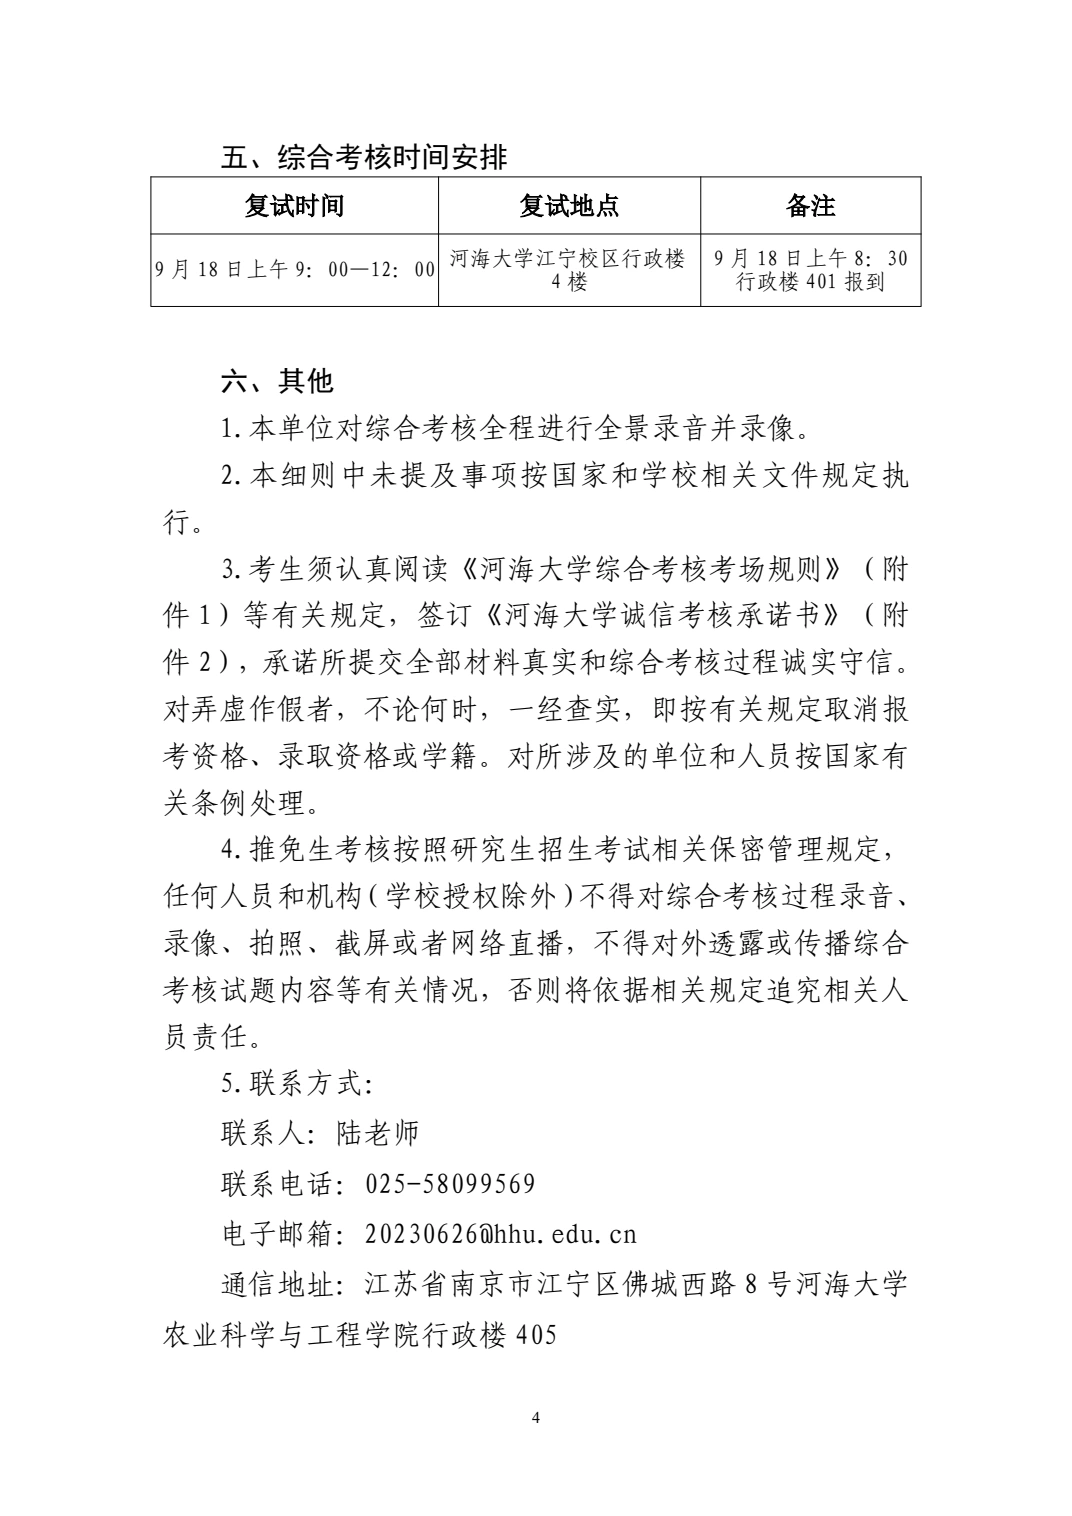 五、综合考核时间安排
复试时间 复试地点 备注
9 月 18 日上午 9：00—12：00 河海大学江宁校区行政楼 9 月 18 日上午 8：30
4 楼 行政楼 401 报到
六、其他
1.本单位对综合考核全程进行全景录音并录像。
2.本细则中未提及事项按国家和学校相关文件规定执
行。
3.考生须认真阅读《河海大学综合考核考场规则》（附
件 1）等有关规定，签订《河海大学诚信考核承诺书》（附
件 2），承诺所提交全部材料真实和综合考核过程诚实守信。
对弄虚作假者，不论何时，一经查实，即按有关规定取消报
考资格、录取资格或学籍。对所涉及的单位和人员按国家有
关条例处理。
4.推免生考核按照研究生招生考试相关保密管理规定，
任何人员和机构(学校授权除外)不得对综合考核过程录音、
录像、拍照、截屏或者网络直播，不得对外透露或传播综合
考核试题内容等有关情况，否则将依据相关规定追究相关人
员责任。
5.联系方式：
联系人：陆老师
联系电话：025-58099569
电子邮箱：20230626@hhu.edu.cn
通信地址：江苏省南京市江宁区佛城西路 8 号河海大学
农业科学与工程学院行政楼 405
4